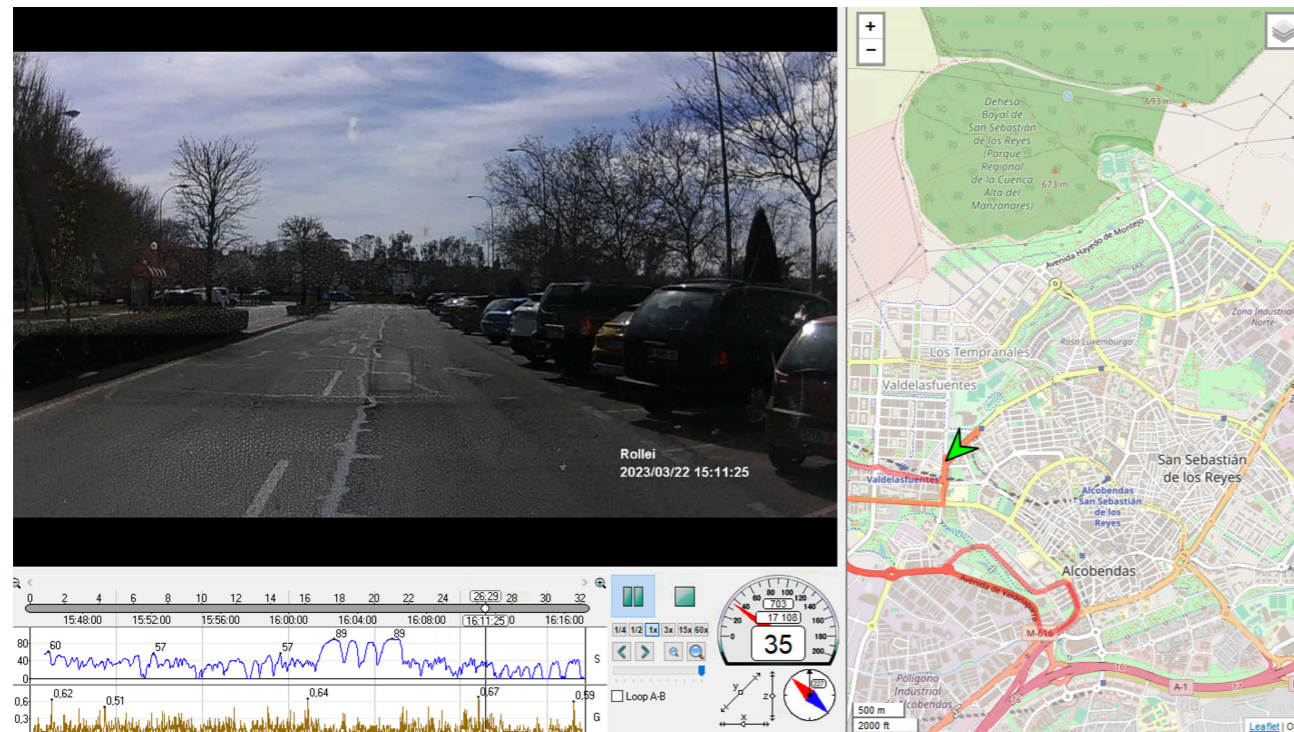 Rollei
2023/03/22 15:11:25
+
−
693 m
Dehesa
Boyal de
San Sebastián
de los Reyes
(Parque
Regional
de la Cuenca
Alta del
Manzanares)
673 m
Avenida Hayedo de Montejo
Zona Industrial
Norte
Rosa Luxemburgo
Los Tempranales
Valdelasfuentes
San Sebastián
de los Reyes
Valdelasfuentes
Alcobendas
San Sebastián
de los
Reyes
Alcobendas
Avenida de Valdelaparra
M-616
Polígono
Industrial
Alcobendas
16
16
A-1
17
500 m
2000 ft
Leaflet | O
0 2 4 6 8 10 12 14 16 18 20 22 24 26:29 28 30 32
15:48:00 15:52:00 15:56:00 16:00:00 16:04:00 16:08:00 16:11:25 16:16:00
80
40
0
60 57 57 89 89
S
0,6
0,3
0,62 0,51 0,64 0,67 0,59
G
1/4 1/2 1x 3x 15x 60x
Loop A-B
0 20 40 60 80 100 120 140 160 180 200
703
17 108
35
y
x
z
227